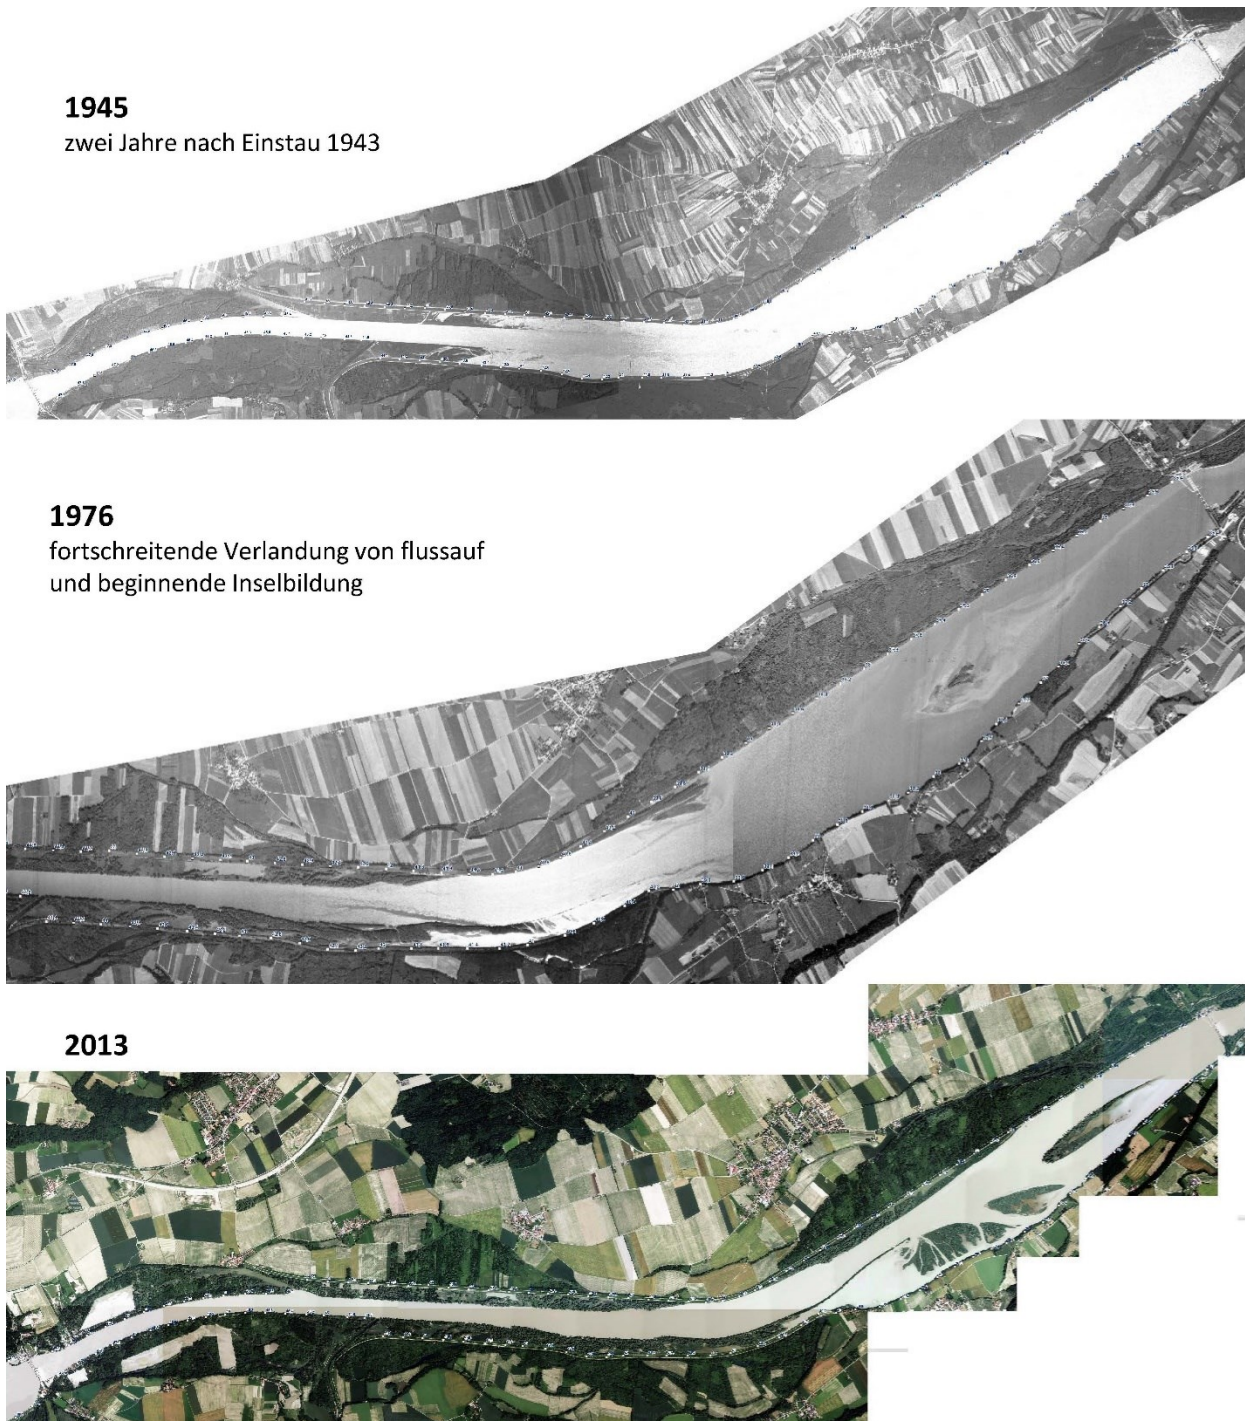 1945
zwei Jahre nach Einstau 1943
1976
fortschreitende Verlandung von flussauf
und beginnende Inselbildung
2013